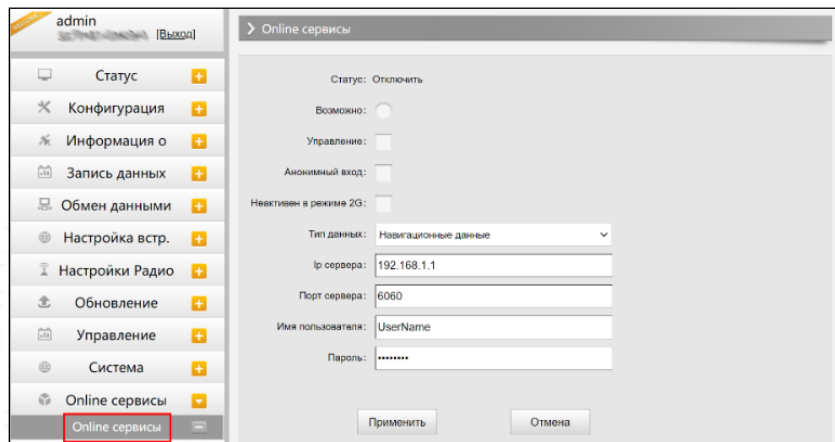 admin
[Выход]
Статус
Конфигурация
Информация о
Запись данных
Обмен данными
Настройка встр.
Настройки Радио
Обновление
Управление
Система
Online сервисы
Online сервисы
Online сервисы
Статус: Отключить
Возможно:
Управление:
Анонимный вход:
Неактивен в режиме 2G:
Тип данных: Навигационные данные
Ip сервера: 192.168.1.1
Порт сервера: 6060
Имя пользователя: UserName
Пароль: ••••••••
Применить Отмена